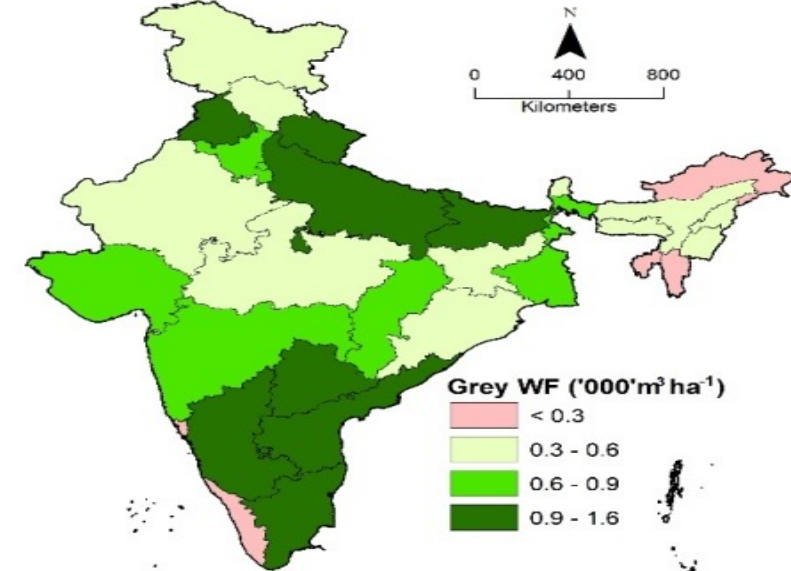 N
0 400 800
Kilometers
Grey WF ('000'm³ ha⁻¹)
< 0.3
0.3 - 0.6
0.6 - 0.9
0.9 - 1.6